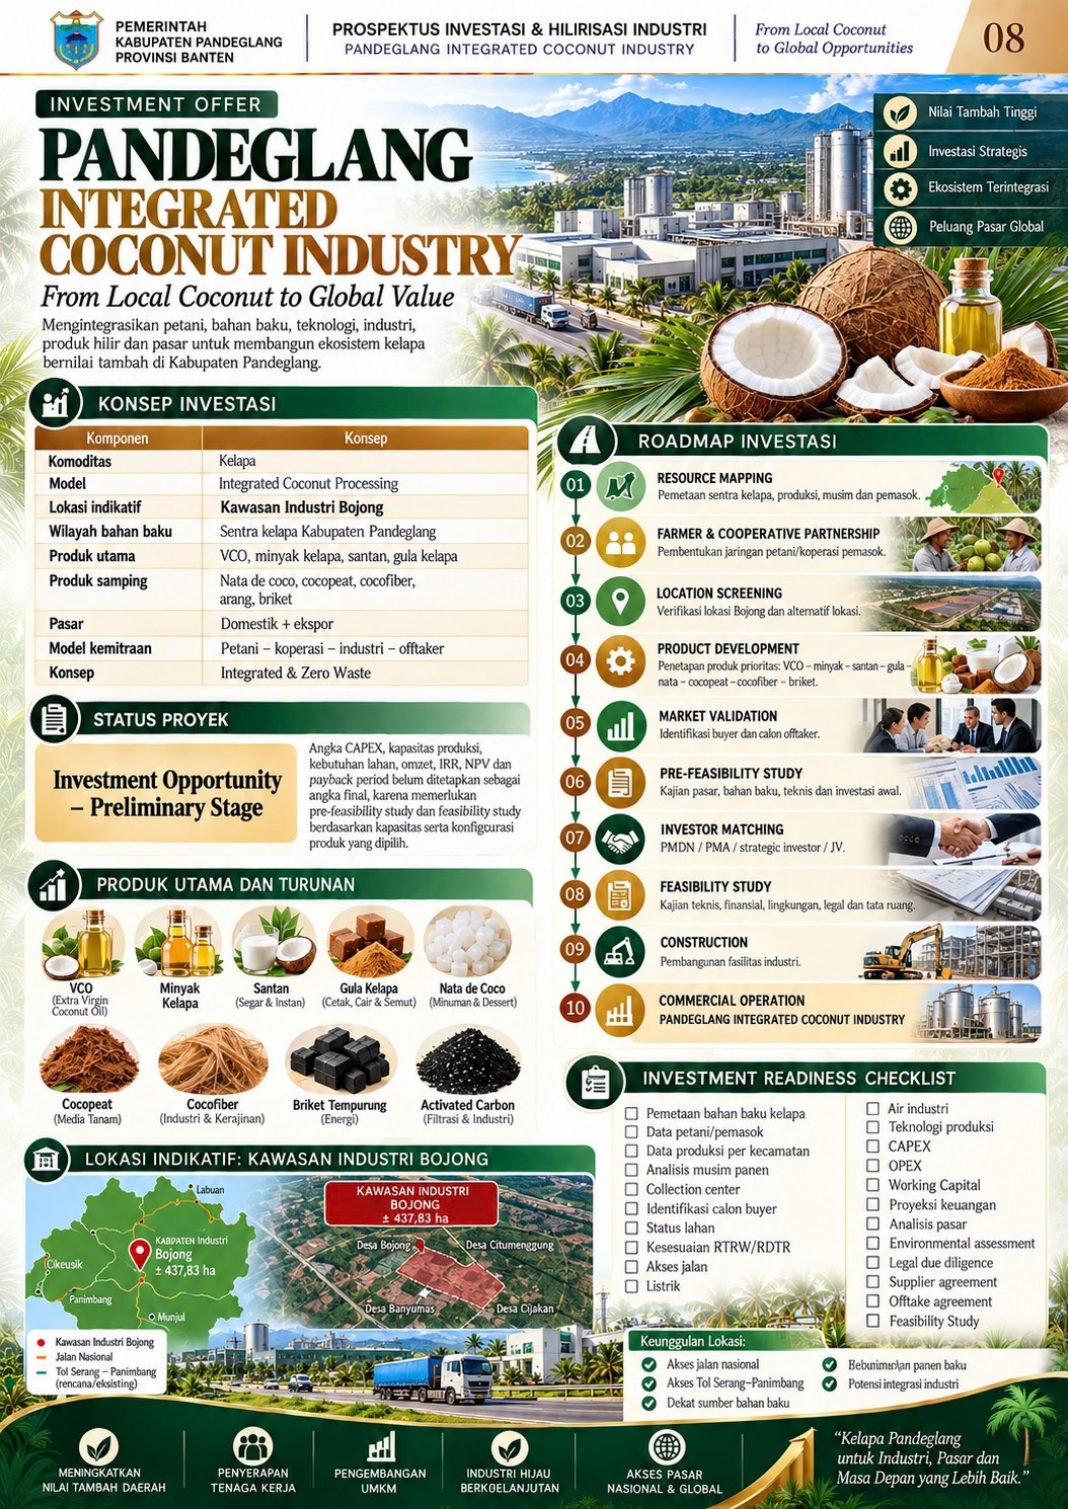 PEMERINTAH
KABUPATEN PANDEGLANG
PROVINSI BANTEN
PROSPEKTUS INVESTASI & HILIRISASI INDUSTRI
PANDEGLANG INTEGRATED COCONUT INDUSTRY
From Local Coconut
to Global Opportunities
08
INVESTMENT OFFER
PANDEGLANG
INTEGRATED
COCONUT INDUSTRY
From Local Coconut to Global Value
Mengintegrasikan petani, bahan baku, teknologi, industri,
produk hilir dan pasar untuk membangun ekosistem kelapa
bernilai tambah di Kabupaten Pandeglang.
Nilai Tambah Tinggi
Investasi Strategis
Ekosistem Terintegrasi
Peluang Pasar Global
KONSEP INVESTASI
Komponen Konsep
Komoditas Kelapa
Model Integrated Coconut Processing
Lokasi indikatif Kawasan Industri Bojong
Wilayah bahan baku Sentra kelapa Kabupaten Pandeglang
Produk utama VCO, minyak kelapa, santan, gula kelapa
Produk samping Nata de coco, cocopeat, cocofiber,
arang, briket
Pasar Domestik + ekspor
Model kemitraan Petani – koperasi – industri – offtaker
Konsep Integrated & Zero Waste
STATUS PROYEK
Investment Opportunity
– Preliminary Stage
Angka CAPEX, kapasitas produksi,
kebutuhan lahan, omzet, IRR, NPV dan
payback period belum ditetapkan sebagai
angka final, karena memerlukan
pre-feasibility study dan feasibility study
berdasarkan kapasitas serta konfigcurasi
produk yang dipilih.
PRODUK UTAMA DAN TURUNAN
VCO
(Extra Virgin
Coconut Oil)
Minyak
Kelapa
Santan
(Segar & Instan)
Gula Kelapa
(Cetak, Cair & Semut)
Nata de Coco
(Minuman & Dessert)
Cocopeat
(Media Tanam)
Cocofiber
(Industri & Kerajinan)
Briket Tempurung
(Energi)
Activated Carbon
(Filtrasi & Industri)
LOKASI INDIKATIF: KAWASAN INDUSTRI BOJONG
Labuan
KABIPATEN Industri
Bojong
± 437,83 ha
Cikeusik
Panimbang
Munjul
Kawasan Industri Bojong
Jalan Nasional
Tol Serang – Panimbang
(rencana/eksisting)
KAWASAN INDUSTRI
BOJONG
± 437,83 ha
Desa Bojong
Desa Citumenggung
Desa Banyumas
Desa Cijakan
ROADMAP INVESTASI
01
RESOURCE MAPPING
Pemetaan sentra kelapa, produksi, musim dan pemasok.
02
FARMER & COOPERATIVE PARTNERSHIP
Pembentukan jaringan petani/koperasi pemasok.
03
LOCATION SCREENING
Verifikasi lokasi Bojong dan alternatif lokasi.
04
PRODUCT DEVELOPMENT
Penetapan produk prioritas: VCO – minyak – santan – gula –
nata – cocopeat – cocofiber – briket.
05
MARKET VALIDATION
Identifikasi buyer dan calon offtaker.
06
PRE-FEASIBILITY STUDY
Kajian pasar, bahan baku, teknis dan investasi awal.
07
INVESTOR MATCHING
PMDN / PMA / strategic investor / JV.
08
FEASIBILITY STUDY
Kajian teknis, finansial, lingkungan, legal dan tata ruang.
09
CONSTRUCTION
Pembangunan fasilitas industri.
10
COMMERCIAL OPERATION
PANDEGLANG INTEGRATED COCONUT INDUSTRY
INVESTMENT READINESS CHECKLIST
Pemetaan bahan baku kelapa
Data petani/pemasok
Data produksi per kecamatan
Analisis musim panen
Collection center
Identifikasi calon buyer
Status lahan
Kesesuaian RTRW/RDTR
Akses jalan
Listrik
Air industri
Teknologi produksi
CAPEX
OPEX
Working Capital
Proyeksi keuangan
Analisis pasar
Environmental assessment
Legal due diligence
Supplier agreement
Offtake agreement
Feasibility Study
Keunggulan Lokasi:
Akses jalan nasional
Akses Tol Serang–Panimbang
Dekat sumber bahan baku
panen baku
Potensi integrasi industri
MENINGKATKAN
NILAI TAMBAH DAERAH
PENYERAPAN
TENAGA KERJA
PENGEMBANGAN
UMKM
INDUSTRI HIJAU
BERKGELANJUTAN
AKSES PASAR
NASIONAL & GLOBAL
“Kelapa Pandeglang
untuk Industri, Pasar dan
Masa Depan yang Lebih Baik.”